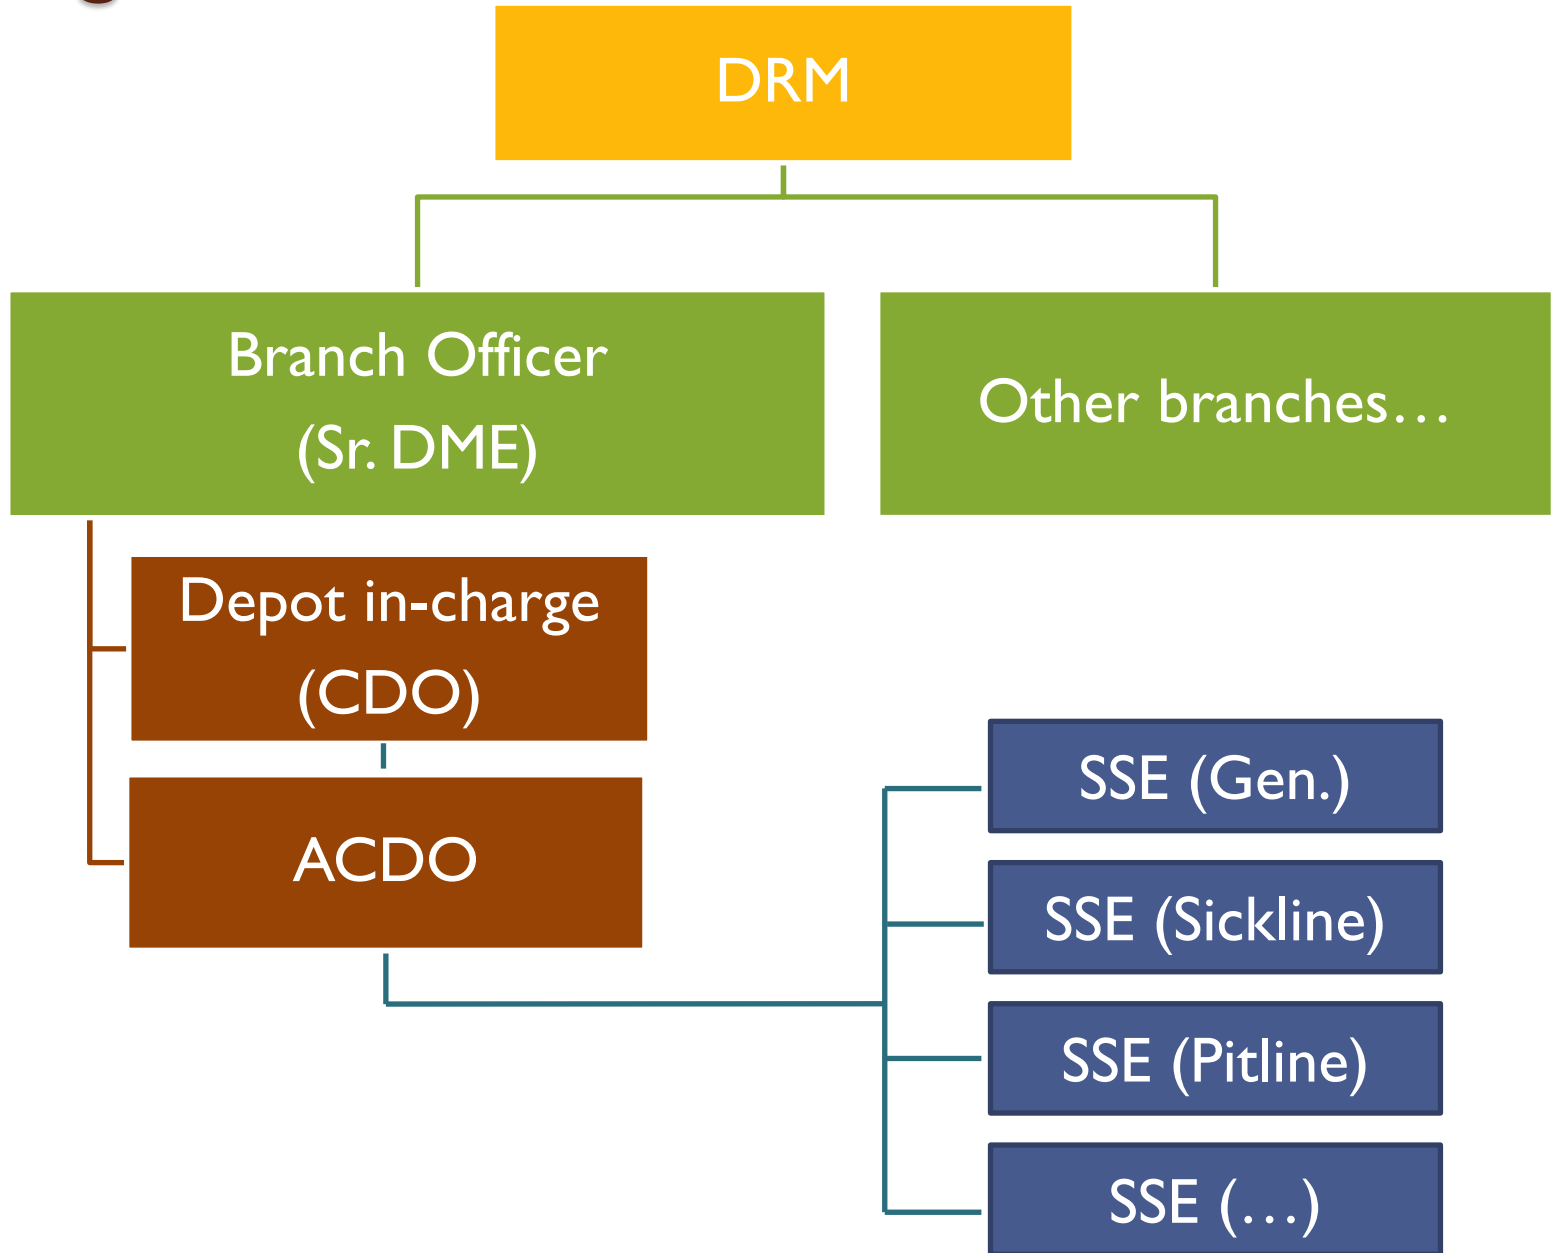 DRM
Branch Officer
(Sr. DME)
Other branches…
Depot in-charge
(CDO)
ACDO
SSE (Gen.)
SSE (Sickline)
SSE (Pitline)
SSE (…)